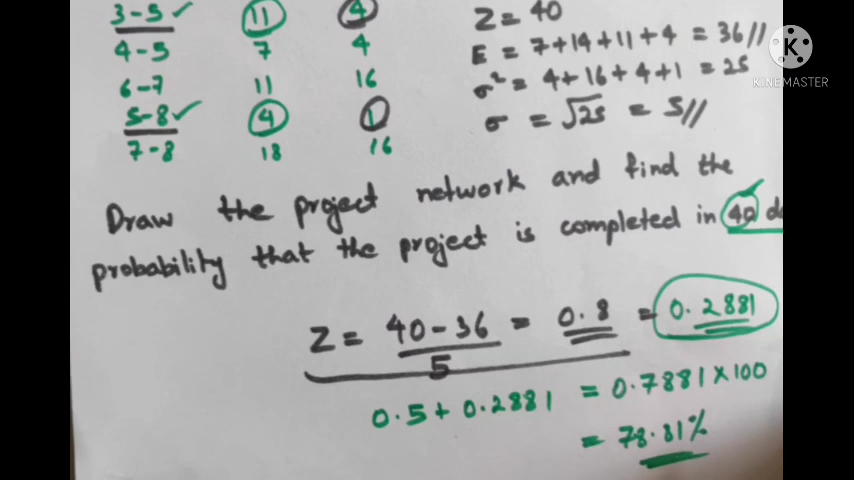 3-5 ✓ 11 4
4-5 7 4
6-7 11 16
5-8 ✓ 4 1
7-8 18 16
Z = 40
E = 7+14+11+4 = 36//
σ² = 4+16+4+1 = 25
σ = √25 = 5//
K
KINEMASTER
Draw the project network and find the
probability that the project is completed in 40 da
Z = 40-36/5 = 0.8 = 0.2881
0.5 + 0.2881 = 0.7881 x 100
= 78.81%